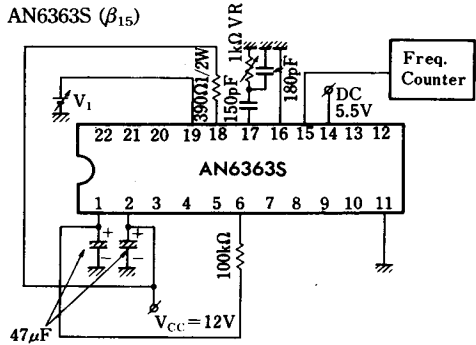 AN6363S (β15)
1kΩ VR
Freq.
Counter
V1
390Ω1/2W
150pF
180pF
DC
5.5V
22 21 20 19 18 17 16 15 14 13 12
AN6363S
1 2 3 4 5 6 7 8 9 10 11
+ +
− −
100kΩ
47μF
VCC=12V